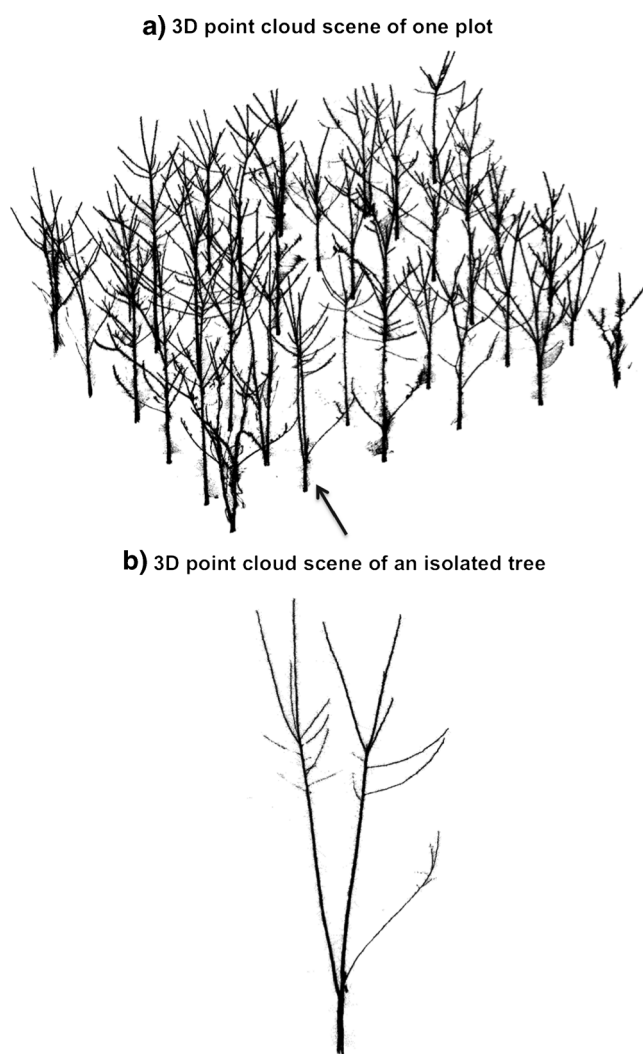 a) 3D point cloud scene of one plot
b) 3D point cloud scene of an isolated tree